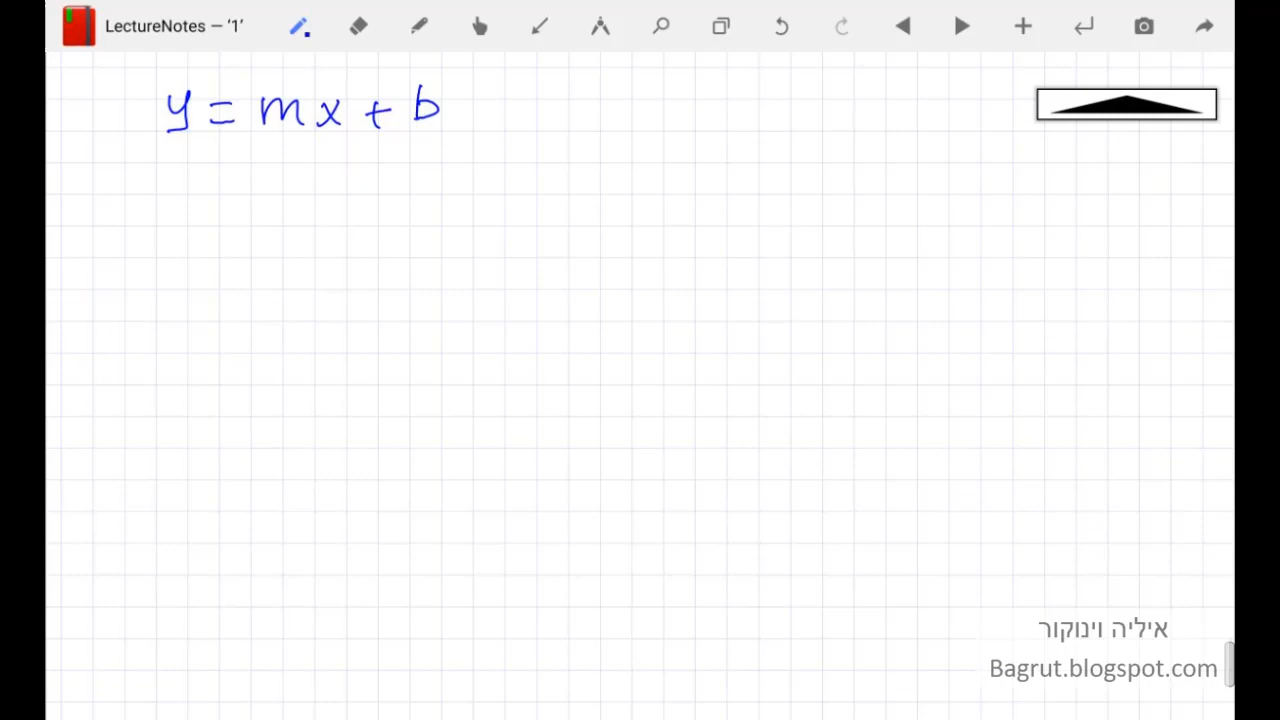 LectureNotes – ‘1’
y = mx + b
איליה וינוקור
Bagrut.blogspot.com